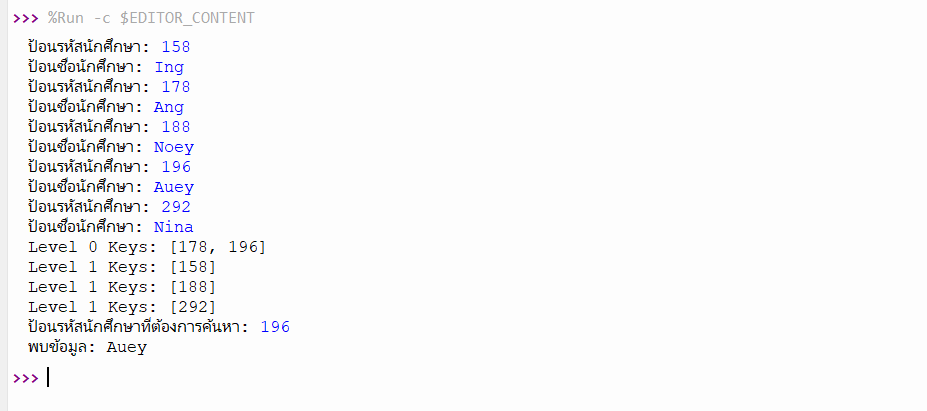 >>> %Run -c $EDITOR_CONTENT
ป้อนรหัสนักศึกษา: 158
ป้อนชื่อนักศึกษา: Ing
ป้อนรหัสนักศึกษา: 178
ป้อนชื่อนักศึกษา: Ang
ป้อนรหัสนักศึกษา: 188
ป้อนชื่อนักศึกษา: Noey
ป้อนรหัสนักศึกษา: 196
ป้อนชื่อนักศึกษา: Auey
ป้อนรหัสนักศึกษา: 292
ป้อนชื่อนักศึกษา: Nina
Level 0 Keys: [178, 196]
Level 1 Keys: [158]
Level 1 Keys: [188]
Level 1 Keys: [292]
ป้อนรหัสนักศึกษาที่ต้องการค้นหา: 196
พบข้อมูล: Auey
>>>